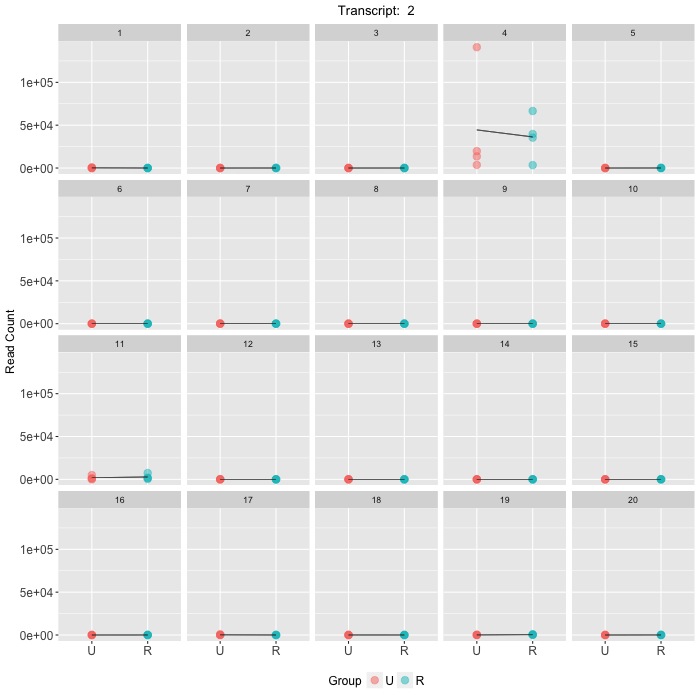 Transcript: 2
1 2 3 4 5
1e+05
5e+04
0e+00
6 7 8 9 10
1e+05
5e+04
0e+00
Read Count
11 12 13 14 15
1e+05
5e+04
0e+00
16 17 18 19 20
1e+05
5e+04
0e+00
U R U R U R U R U R
Group U R